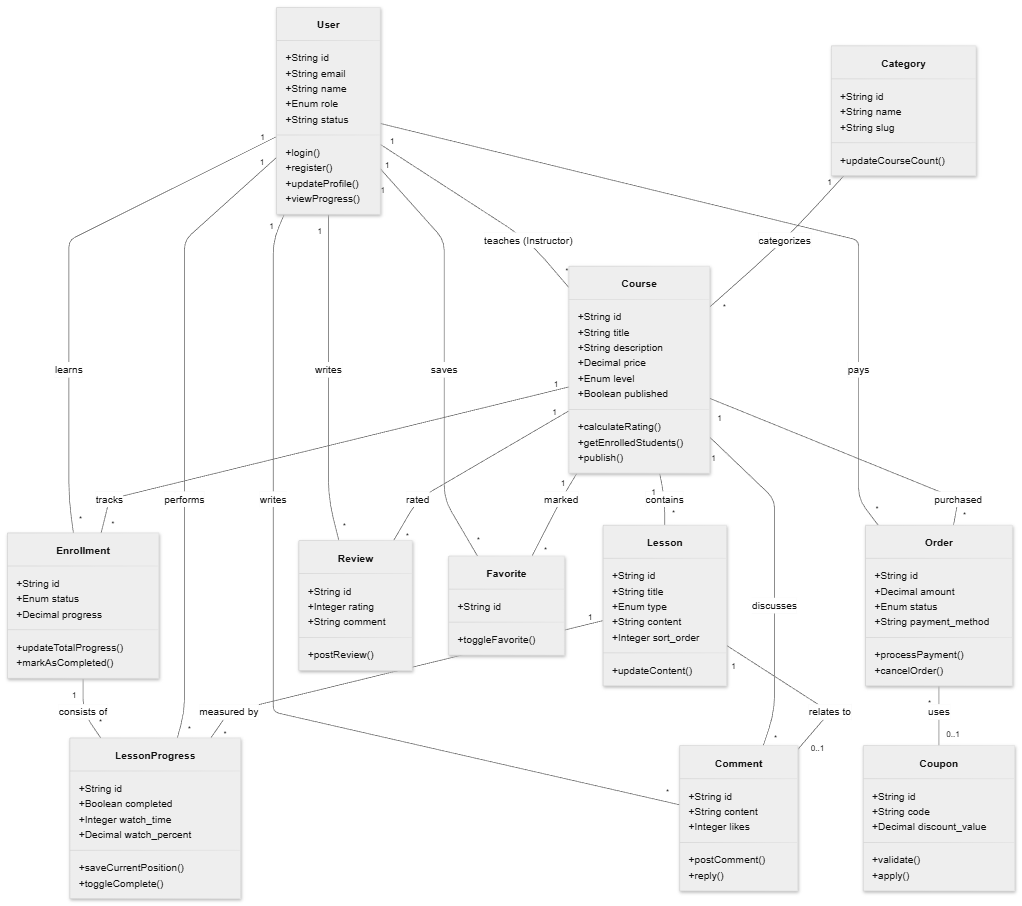 User
+String id
+String email
+String name
+Enum role
+String status
+login()
+register()
+updateProfile()
+viewProgress()
Category
+String id
+String name
+String slug
+updateCourseCount()
1
1
1
1
1
1
1
1
teaches (Instructor)
categorizes
*
*
Course
+String id
+String title
+String description
+Decimal price
+Enum level
+Boolean published
+calculateRating()
+getEnrolledStudents()
+publish()
learns
writes
saves
pays
1
1
1
1
1
1
tracks
performs
writes
rated
marked
contains
purchased
*
*
*
*
*
*
*
*
*
Enrollment
+String id
+Enum status
+Decimal progress
+updateTotalProgress()
+markAsCompleted()
Review
+String id
+Integer rating
+String comment
+postReview()
Favorite
+String id
+toggleFavorite()
Lesson
+String id
+String title
+Enum type
+String content
+Integer sort_order
+updateContent()
discusses
Order
+String id
+Decimal amount
+Enum status
+String payment_method
+processPayment()
+cancelOrder()
1
1
1
consists of
measured by
relates to
uses
*
*
*
*
*
0..1
0..1
*
LessonProgress
+String id
+Boolean completed
+Integer watch_time
+Decimal watch_percent
+saveCurrentPosition()
+toggleComplete()
Comment
+String id
+String content
+Integer likes
+postComment()
+reply()
Coupon
+String id
+String code
+Decimal discount_value
+validate()
+apply()